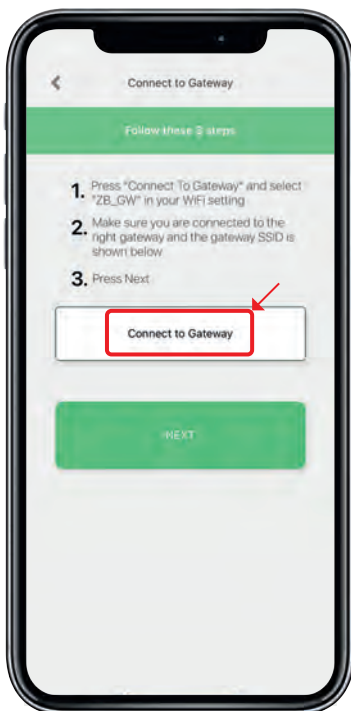 Connect to Gateway
Follow these 3 steps
1. Press "Connect To Gateway" and select
"ZB_GW" in your WiFi setting
2. Make sure you are connected to the
right gateway and the gateway SSID is
shown below
3. Press Next
Connect to Gateway
NEXT